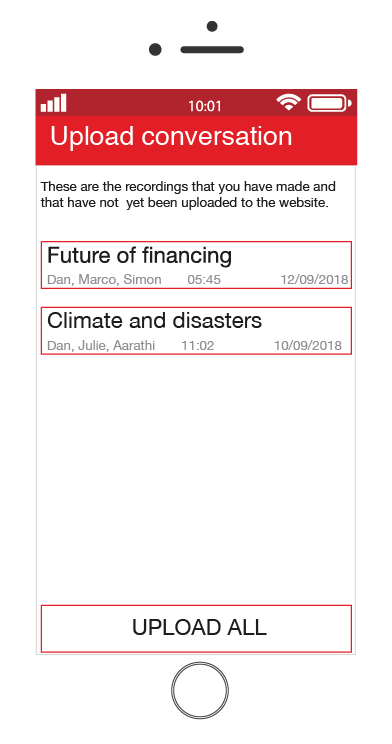 10:01
Upload conversation
These are the recordings that you have made and
that have not  yet been uploaded to the website.
Future of financing
Dan, Marco, Simon 05:45 12/09/2018
Climate and disasters
Dan, Julie, Aarathi 11:02 10/09/2018
UPLOAD ALL